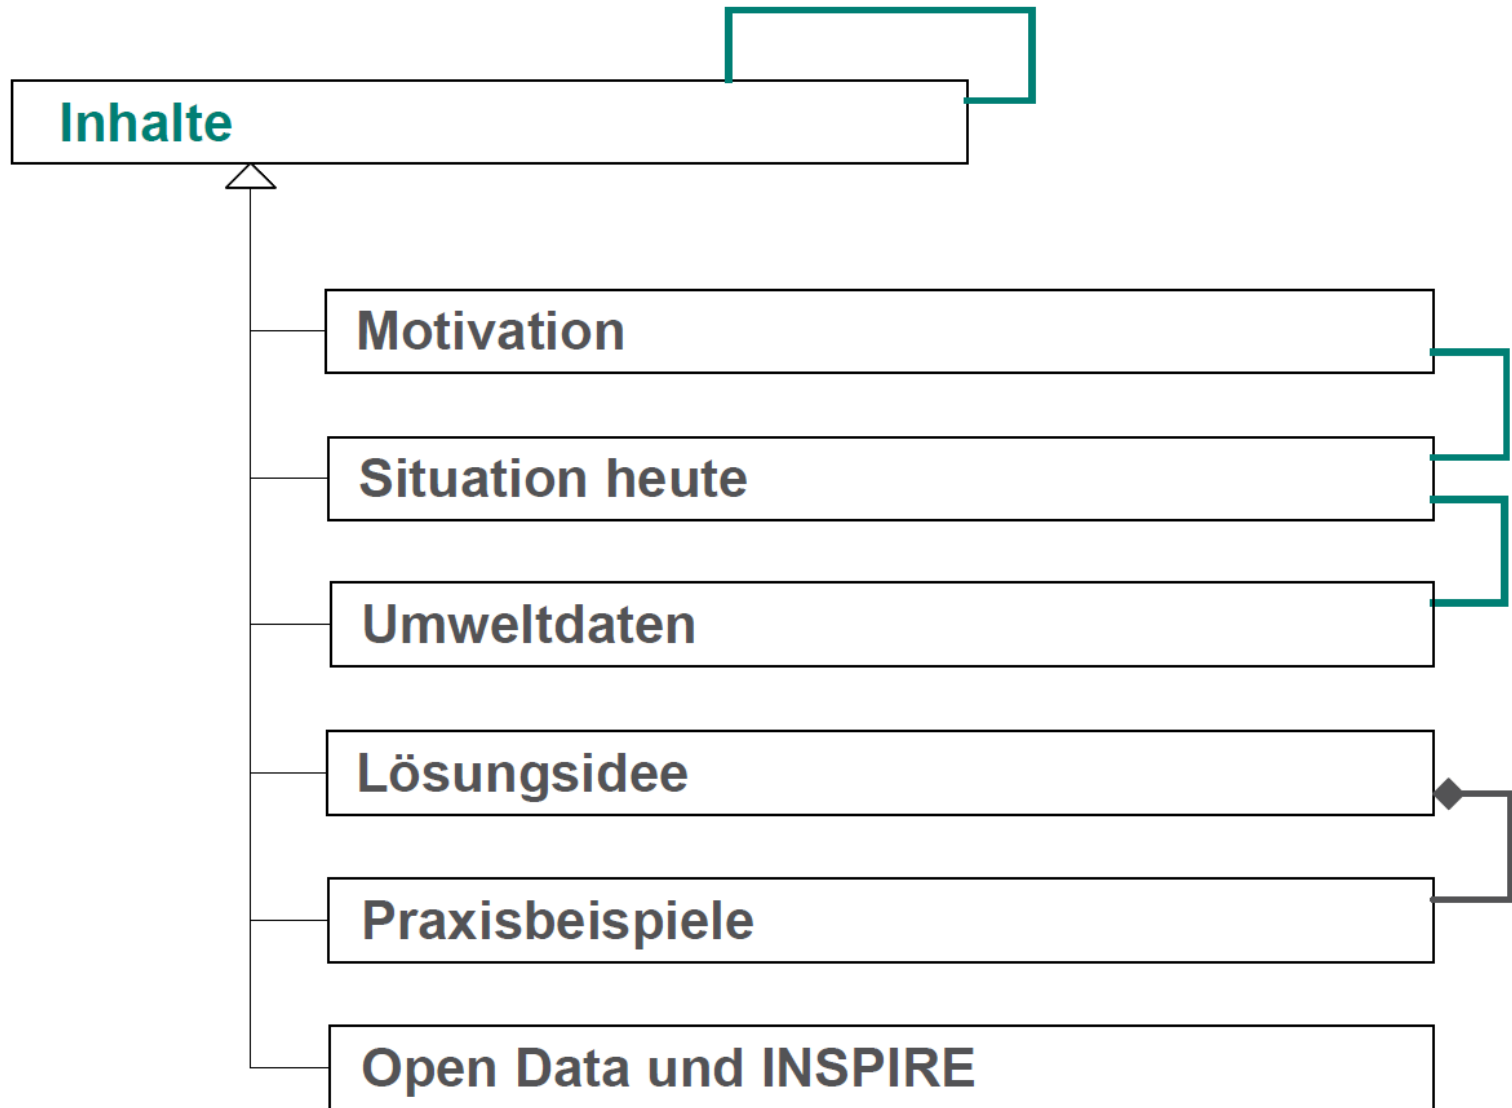 Inhalte
Motivation
Situation heute
Umweltdaten
Lösungsidee
Praxisbeispiele
Open Data und INSPIRE